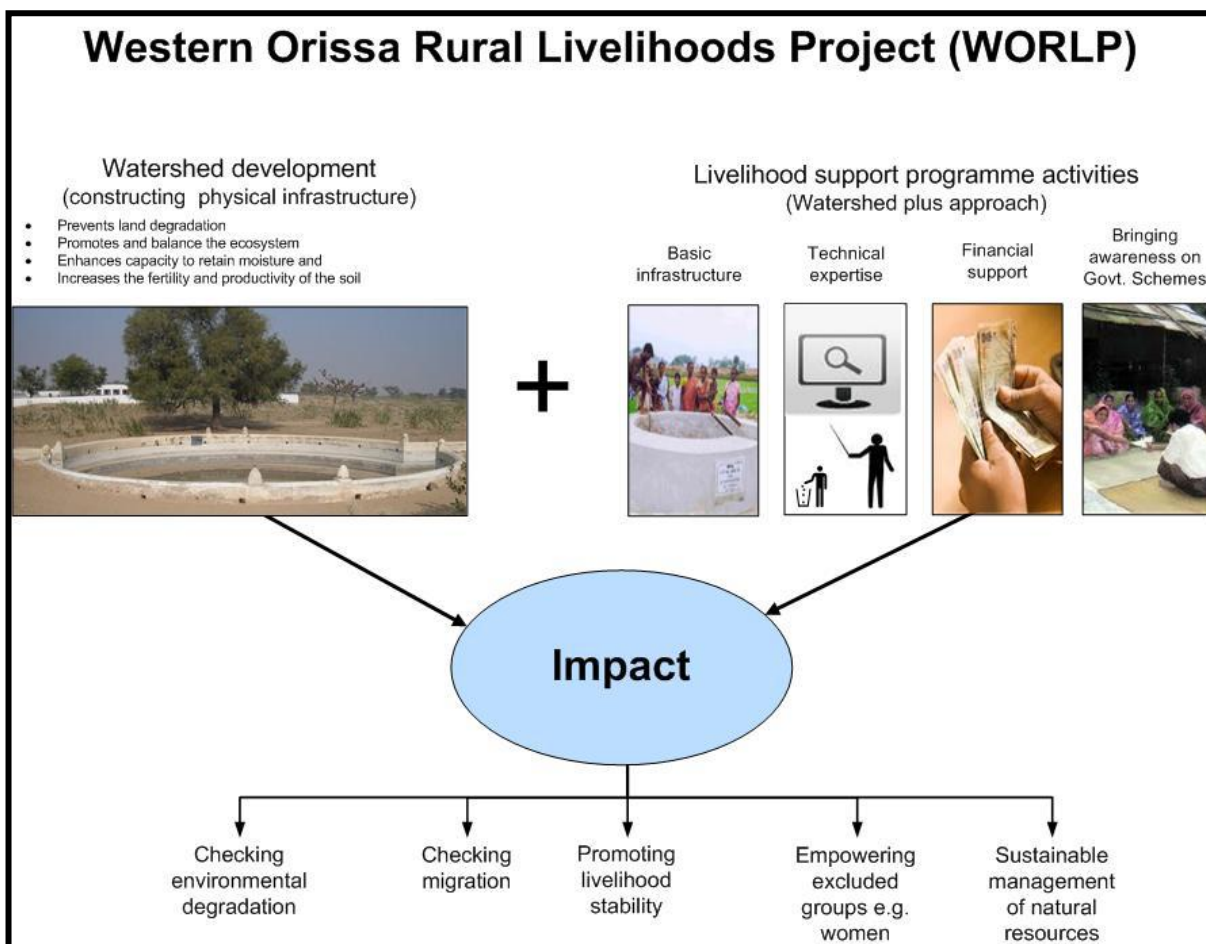 Western Orissa Rural Livelihoods Project (WORLP)
Watershed development
(constructing physical infrastructure)
• Prevents land degradation
• Promotes and balance the ecosystem
• Enhances capacity to retain moisture and
• Increases the fertility and productivity of the soil
Livelihood support programme activities
(Watershed plus approach)
Basic
infrastructure
Technical
expertise
Financial
support
Bringing
awareness on
Govt. Schemes
+
Impact
Checking
environmental
degradation
Checking
migration
Promoting
livelihood
stability
Empowering
excluded
groups e.g.
women
Sustainable
management
of natural
resources